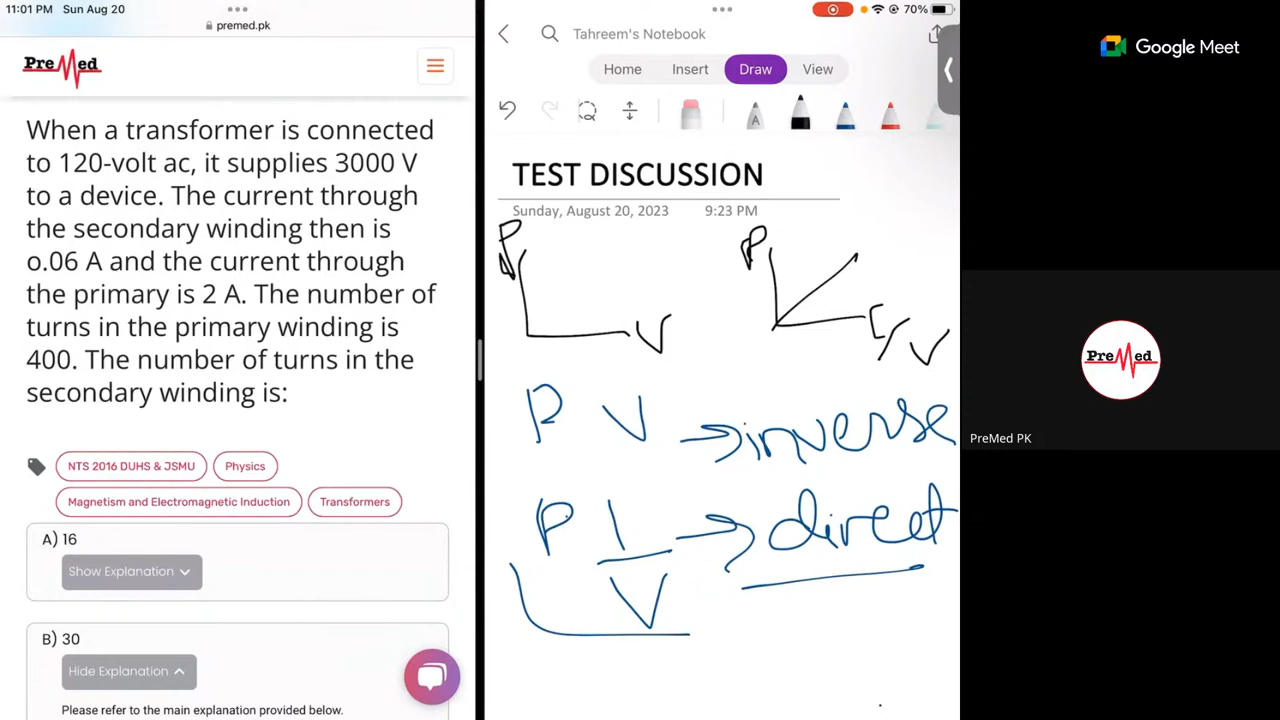 11:01 PM Sun Aug 20
premed.pk
PreMed
When a transformer is connected
to 120-volt ac, it supplies 3000 V
to a device. The current through
the secondary winding then is
0.06 A and the current through
the primary is 2 A. The number of
turns in the primary winding is
400. The number of turns in the
secondary winding is:
NTS 2016 DUHS & JSMU
Physics
Magnetism and Electromagnetic Induction
Transformers
A) 16
Show Explanation
B) 30
Hide Explanation
Please refer to the main explanation provided below.
70%
Tahreem's Notebook
Home Insert Draw View
A
TEST DISCUSSION
Sunday, August 20, 2023 9:23 PM
P
V
P
1/V
P V → inverse
P 1/V → direct
Google Meet
PreMed
PreMed PK